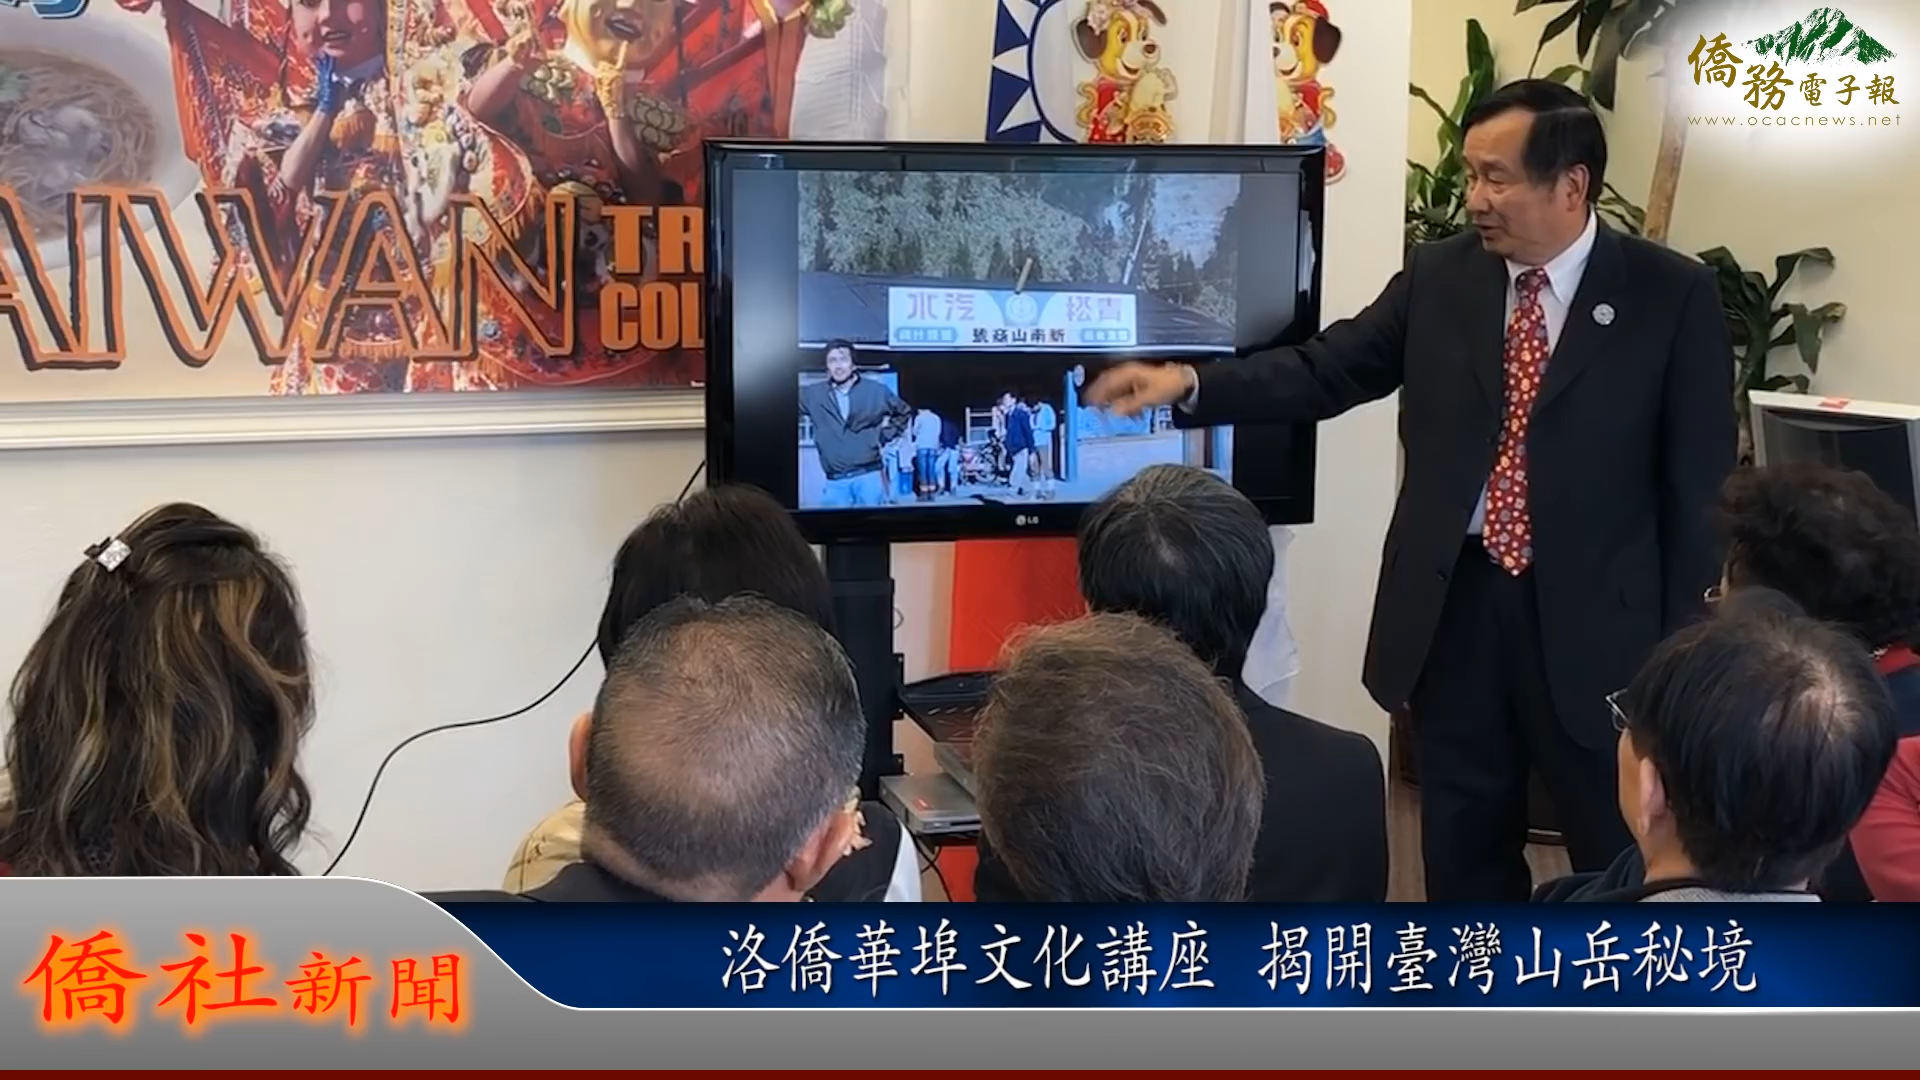 僑務電子報
www.ocacnews.net
AIWAN TR
COL
水汽 松青
號焱山南新
LG
洛僑華埠文化講座 揭開臺灣山岳秘境
僑社新聞